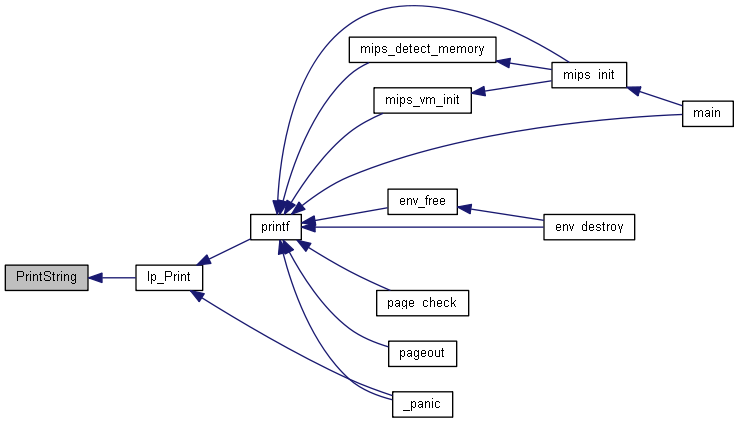 mips_detect_memory
mips_init
mips_vm_init
main
env_free
printf
env_destroy
PrintString
lp_Print
page_check
pageout
_panic